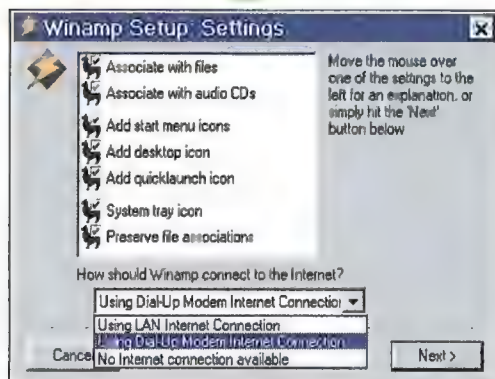 Winamp Setup: Settings
Associate with files
Associate with audio CDs
Add start menu icons
Add desktop icon
Add quicklaunch icon
System tray icon
Preserve file associations
Move the mouse over
one of the settings to the
left for an explanation, or
simply hit the 'Next'
button below
How should Winamp connect to the Internet?
Using Dial-Up Modem Internet Connection
Using LAN Internet Connection
Using Dial-Up Modem Internet Connection
No Internet connection available
Cancel
Next >